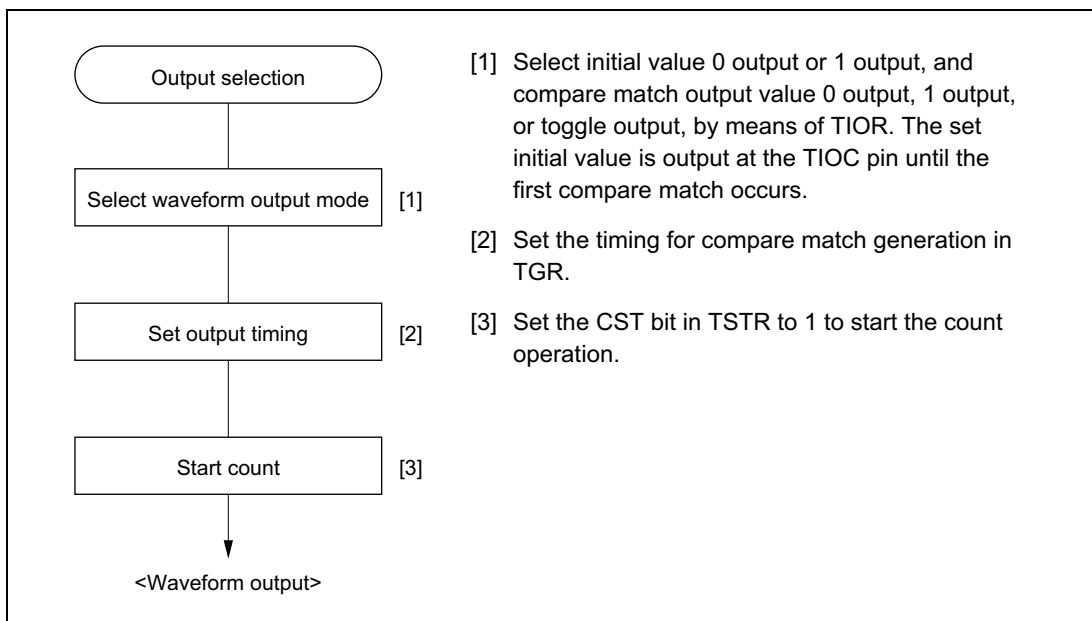 Output selection
Select waveform output mode [1]
Set output timing [2]
Start count [3]
<Waveform output>
[1] Select initial value 0 output or 1 output, and
compare match output value 0 output, 1 output,
or toggle output, by means of TIOR. The set
initial value is output at the TIOC pin until the
first compare match occurs.
[2] Set the timing for compare match generation in
TGR.
[3] Set the CST bit in TSTR to 1 to start the count
operation.